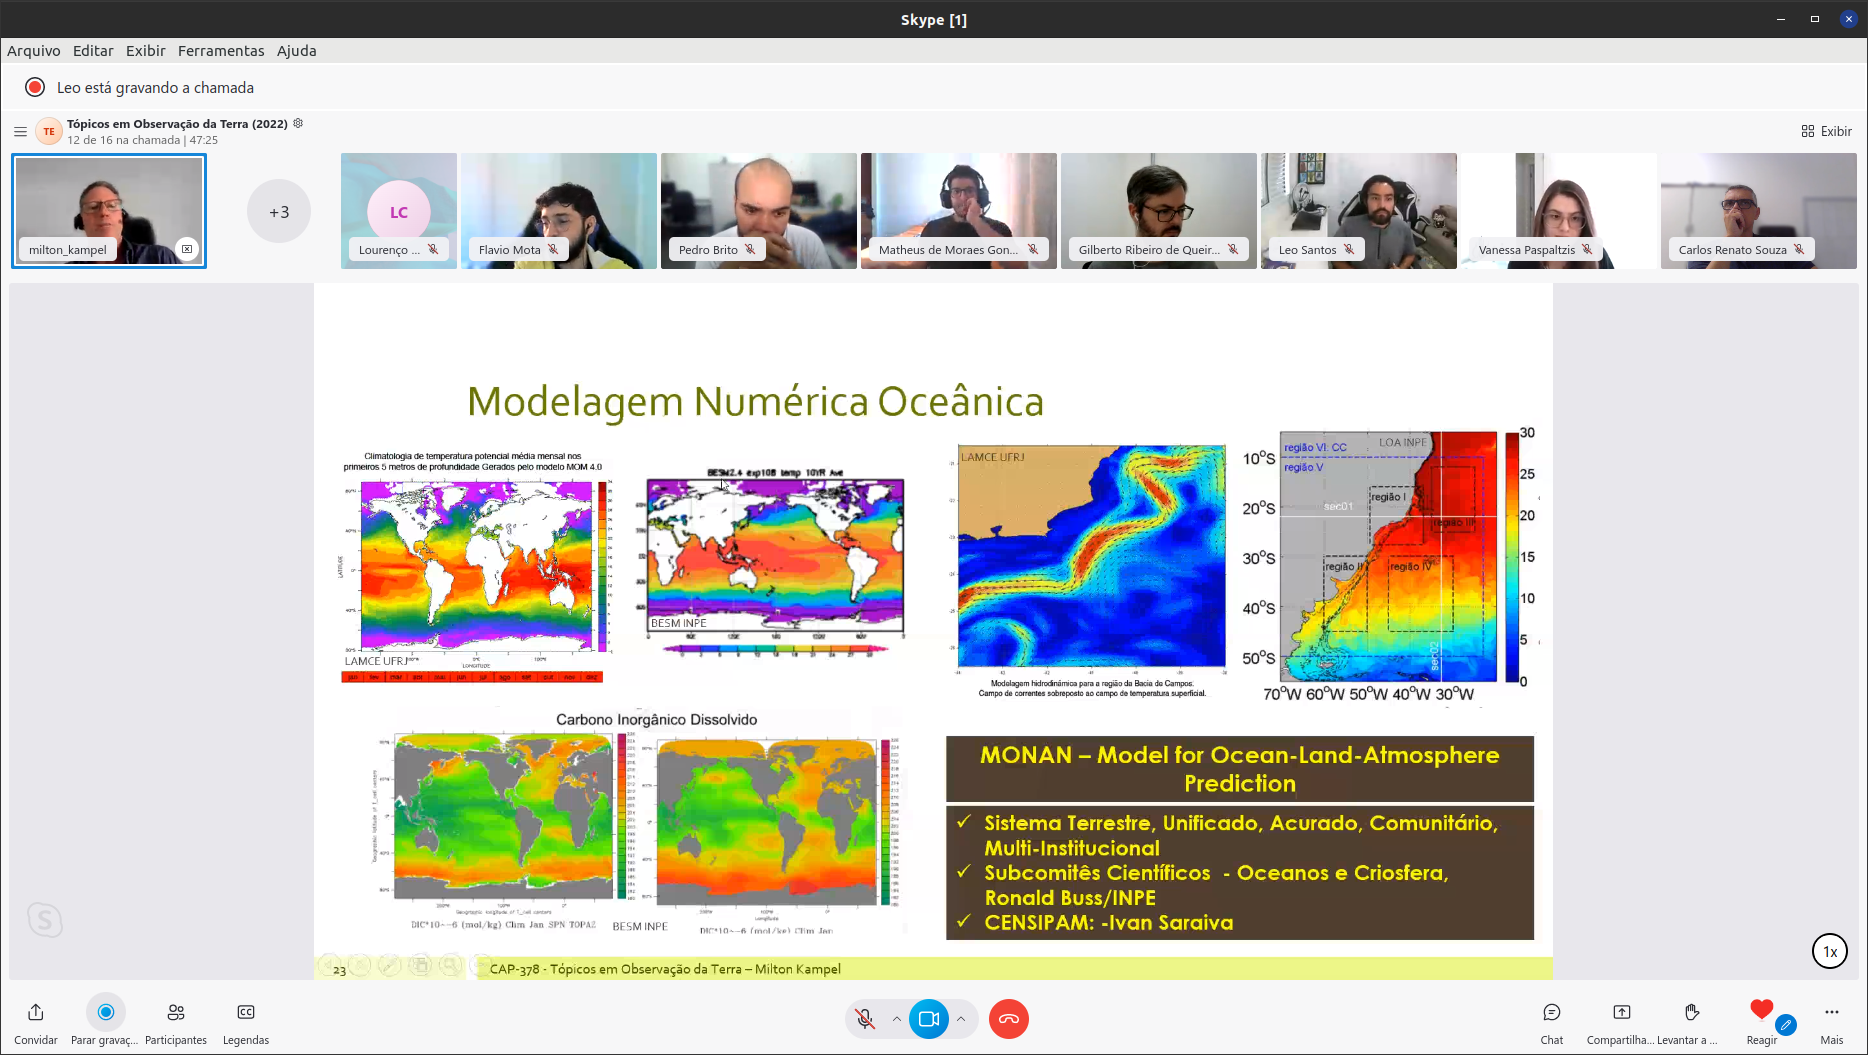 Skype [1]
Arquivo Editar Exibir Ferramentas Ajuda
Leo está gravando a chamada
TE
Tópicos em Observação da Terra (2022)
12 de 16 na chamada | 47:25
Exibir
milton_kampel
+3
LC
Lourenço ...
Flavio Mota
Pedro Brito
Matheus de Moraes Gon...
Gilberto Ribeiro de Queir...
Leo Santos
Vanessa Paspaltzis
Carlos Renato Souza
Modelagem Numérica Oceânica
Climatologia de temperatura potencial média mensal nos
primeiros 5 metros de profundidade Gerados pelo modelo MOM 4.0
LATITUDE
LONGITUDE
LAMCE UFRJ
BESM2.4 exp108 temp 10YR Ave
BESM INPE
LAMCE UFRJ
Modelagem hidrodinâmica para a região da Bacia de Campos:
Campo de correntes sobreposto ao campo de temperatura superficial.
LOA INPE
região VI: CC
região V
região I
sec01
região III
região II
região IV
sec02
10°S
20°S
30°S
40°S
50°S
70°W 60°W 50°W 40°W 30°W
30
25
20
15
10
5
0
Carbono Inorgânico Dissolvido
Geographic longitude of T_cell centers
DIC*10~-6 (mol/kg) Clim Jan SPN TOPAZ
BESM INPE
Longitude
DIC*10~-6 (mol/kg) Clim Jan
MONAN – Model for Ocean-Land-Atmosphere
Prediction
✓ Sistema Terrestre, Unificado, Acurado, Comunitário,
Multi-Institucional
✓ Subcomitês Científicos - Oceanos e Criosfera,
Ronald Buss/INPE
✓ CENSIPAM: -Ivan Saraiva
23
CAP-378 - Tópicos em Observação da Terra – Milton Kampel
1x
Convidar
Parar gravaç...
Participantes
CC
Legendas
Chat
Compartilha...
Levantar a ...
Reagir
Mais